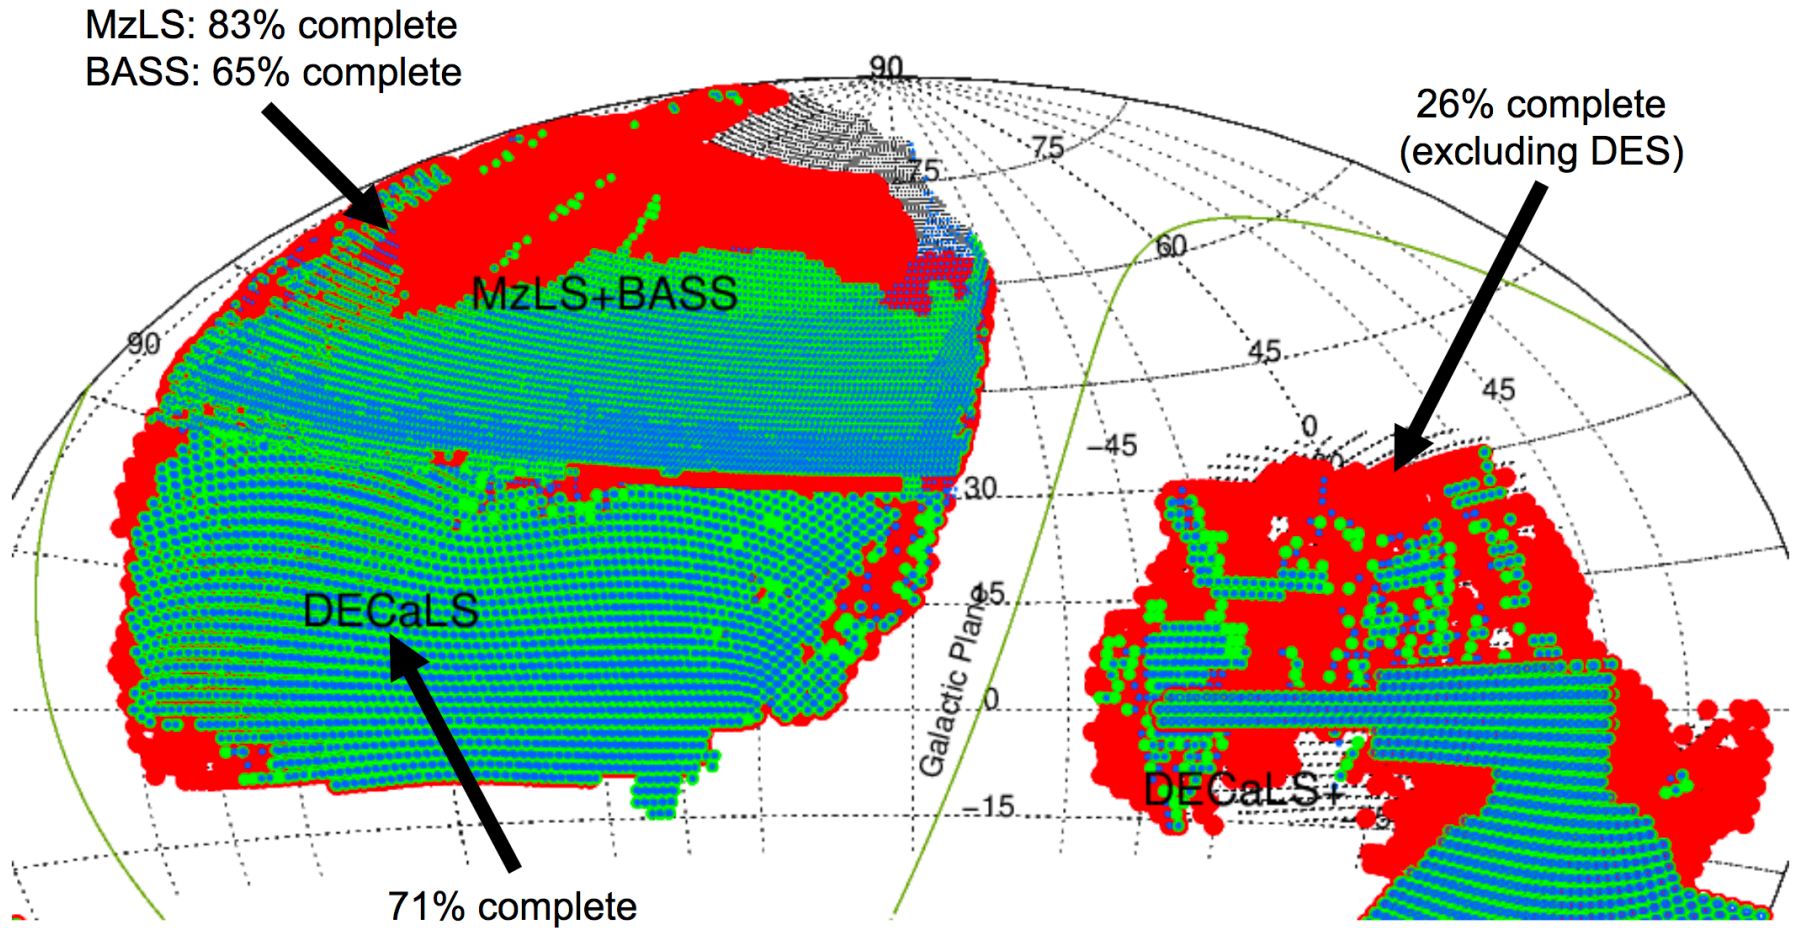 MzLS: 83% complete
BASS: 65% complete
90
26% complete
(excluding DES)
75
75
60
MzLS+BASS
90
45
45
0
-45
30
15
DECaLS
Galactic Plane
0
DECaLS+
-15
71% complete